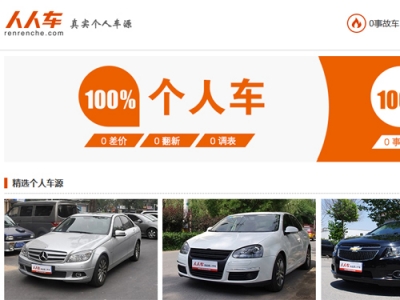 人人车
renrenche.com
真实个人车源
0事故车
100%
个人车
0 差价
0 翻新
0 调表
10
0 事
精选个人车源
人人车
人人车
人人车